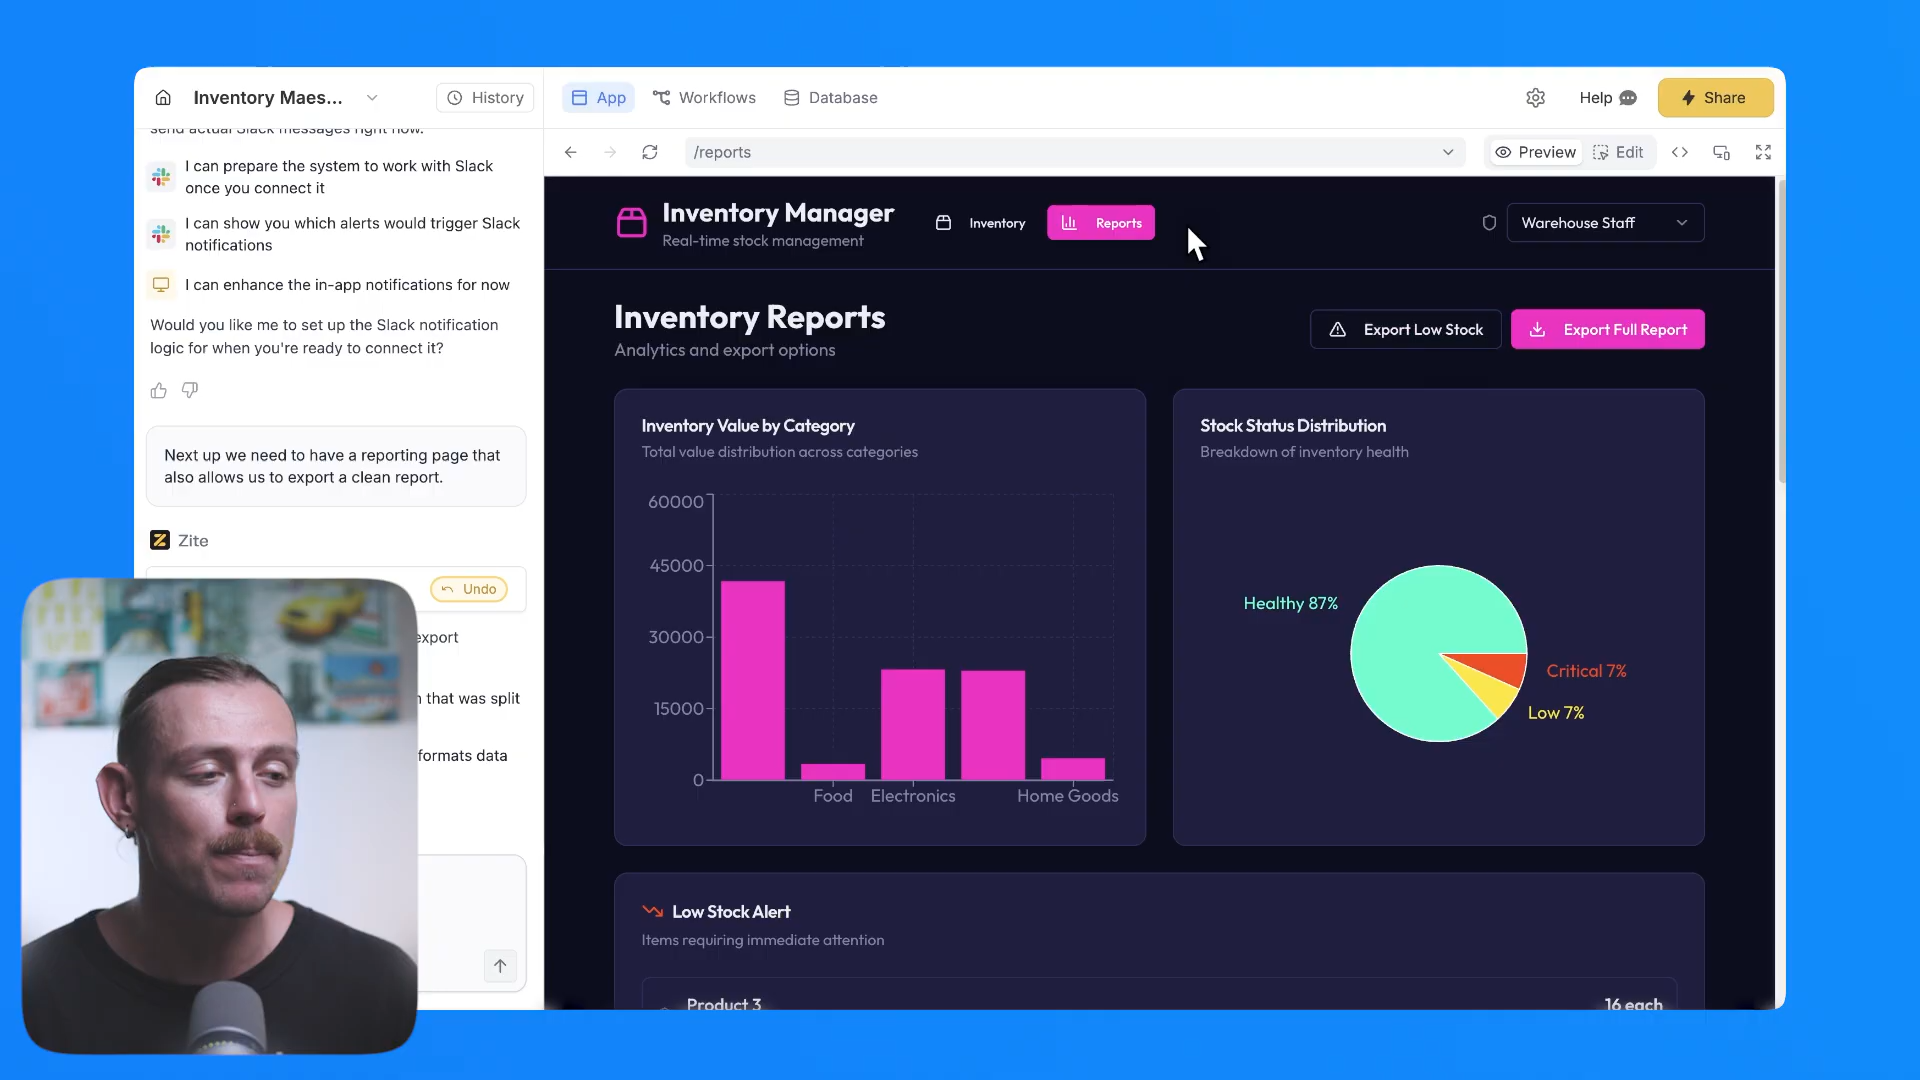 Inventory Maes...
History
App
Workflows
Database
Help
Share
send actual Slack messages right now.
I can prepare the system to work with Slack
once you connect it
I can show you which alerts would trigger Slack
notifications
I can enhance the in-app notifications for now
Would you like me to set up the Slack notification
logic for when you're ready to connect it?
Next up we need to have a reporting page that
also allows us to export a clean report.
Zite
Undo
export
that was split
formats data
/reports
Preview
Edit
Inventory Manager
Real-time stock management
Inventory
Reports
Warehouse Staff
Inventory Reports
Analytics and export options
Export Low Stock
Export Full Report
Inventory Value by Category
Total value distribution across categories
60000
45000
30000
15000
0
Food
Electronics
Home Goods
Stock Status Distribution
Breakdown of inventory health
Healthy 87%
Critical 7%
Low 7%
Low Stock Alert
Items requiring immediate attention
Product 3
16 each